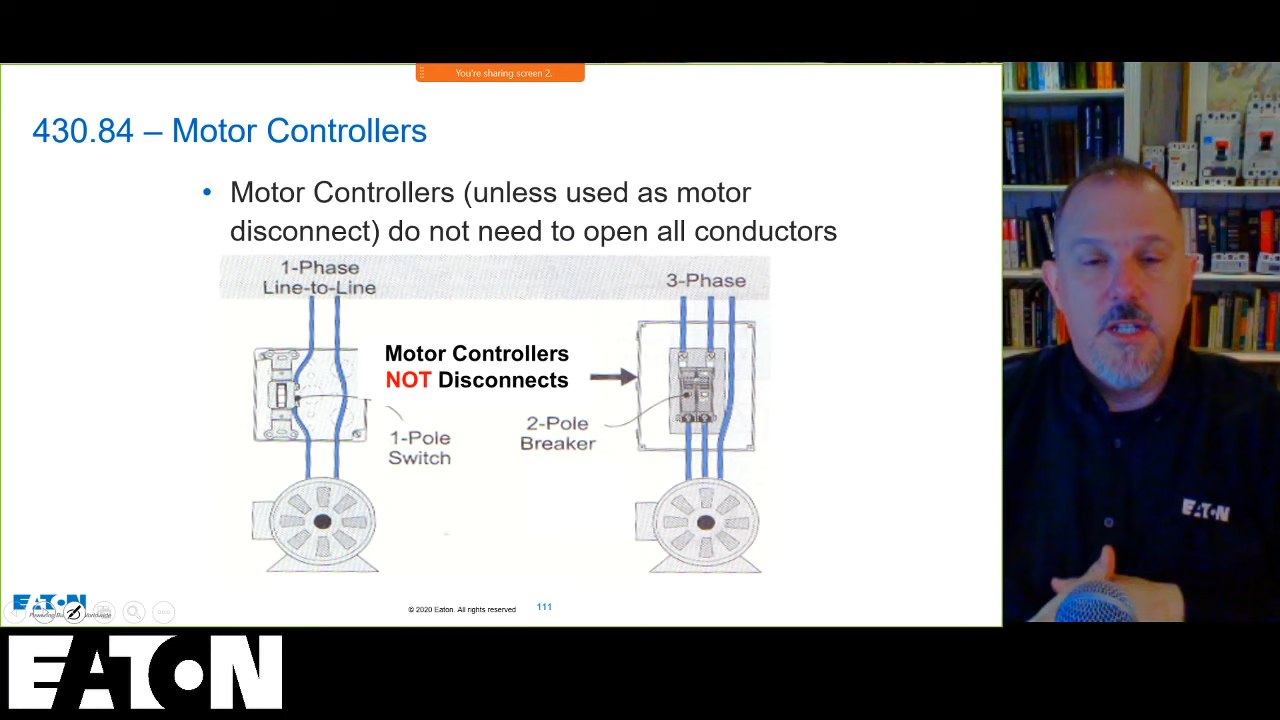 You're sharing screen 2.
430.84 – Motor Controllers
• Motor Controllers (unless used as motor
disconnect) do not need to open all conductors
1-Phase
Line-to-Line
3-Phase
Motor Controllers
NOT Disconnects
1-Pole
Switch
2-Pole
Breaker
EATON
© 2020 Eaton. All rights reserved
111
EATON
EATON